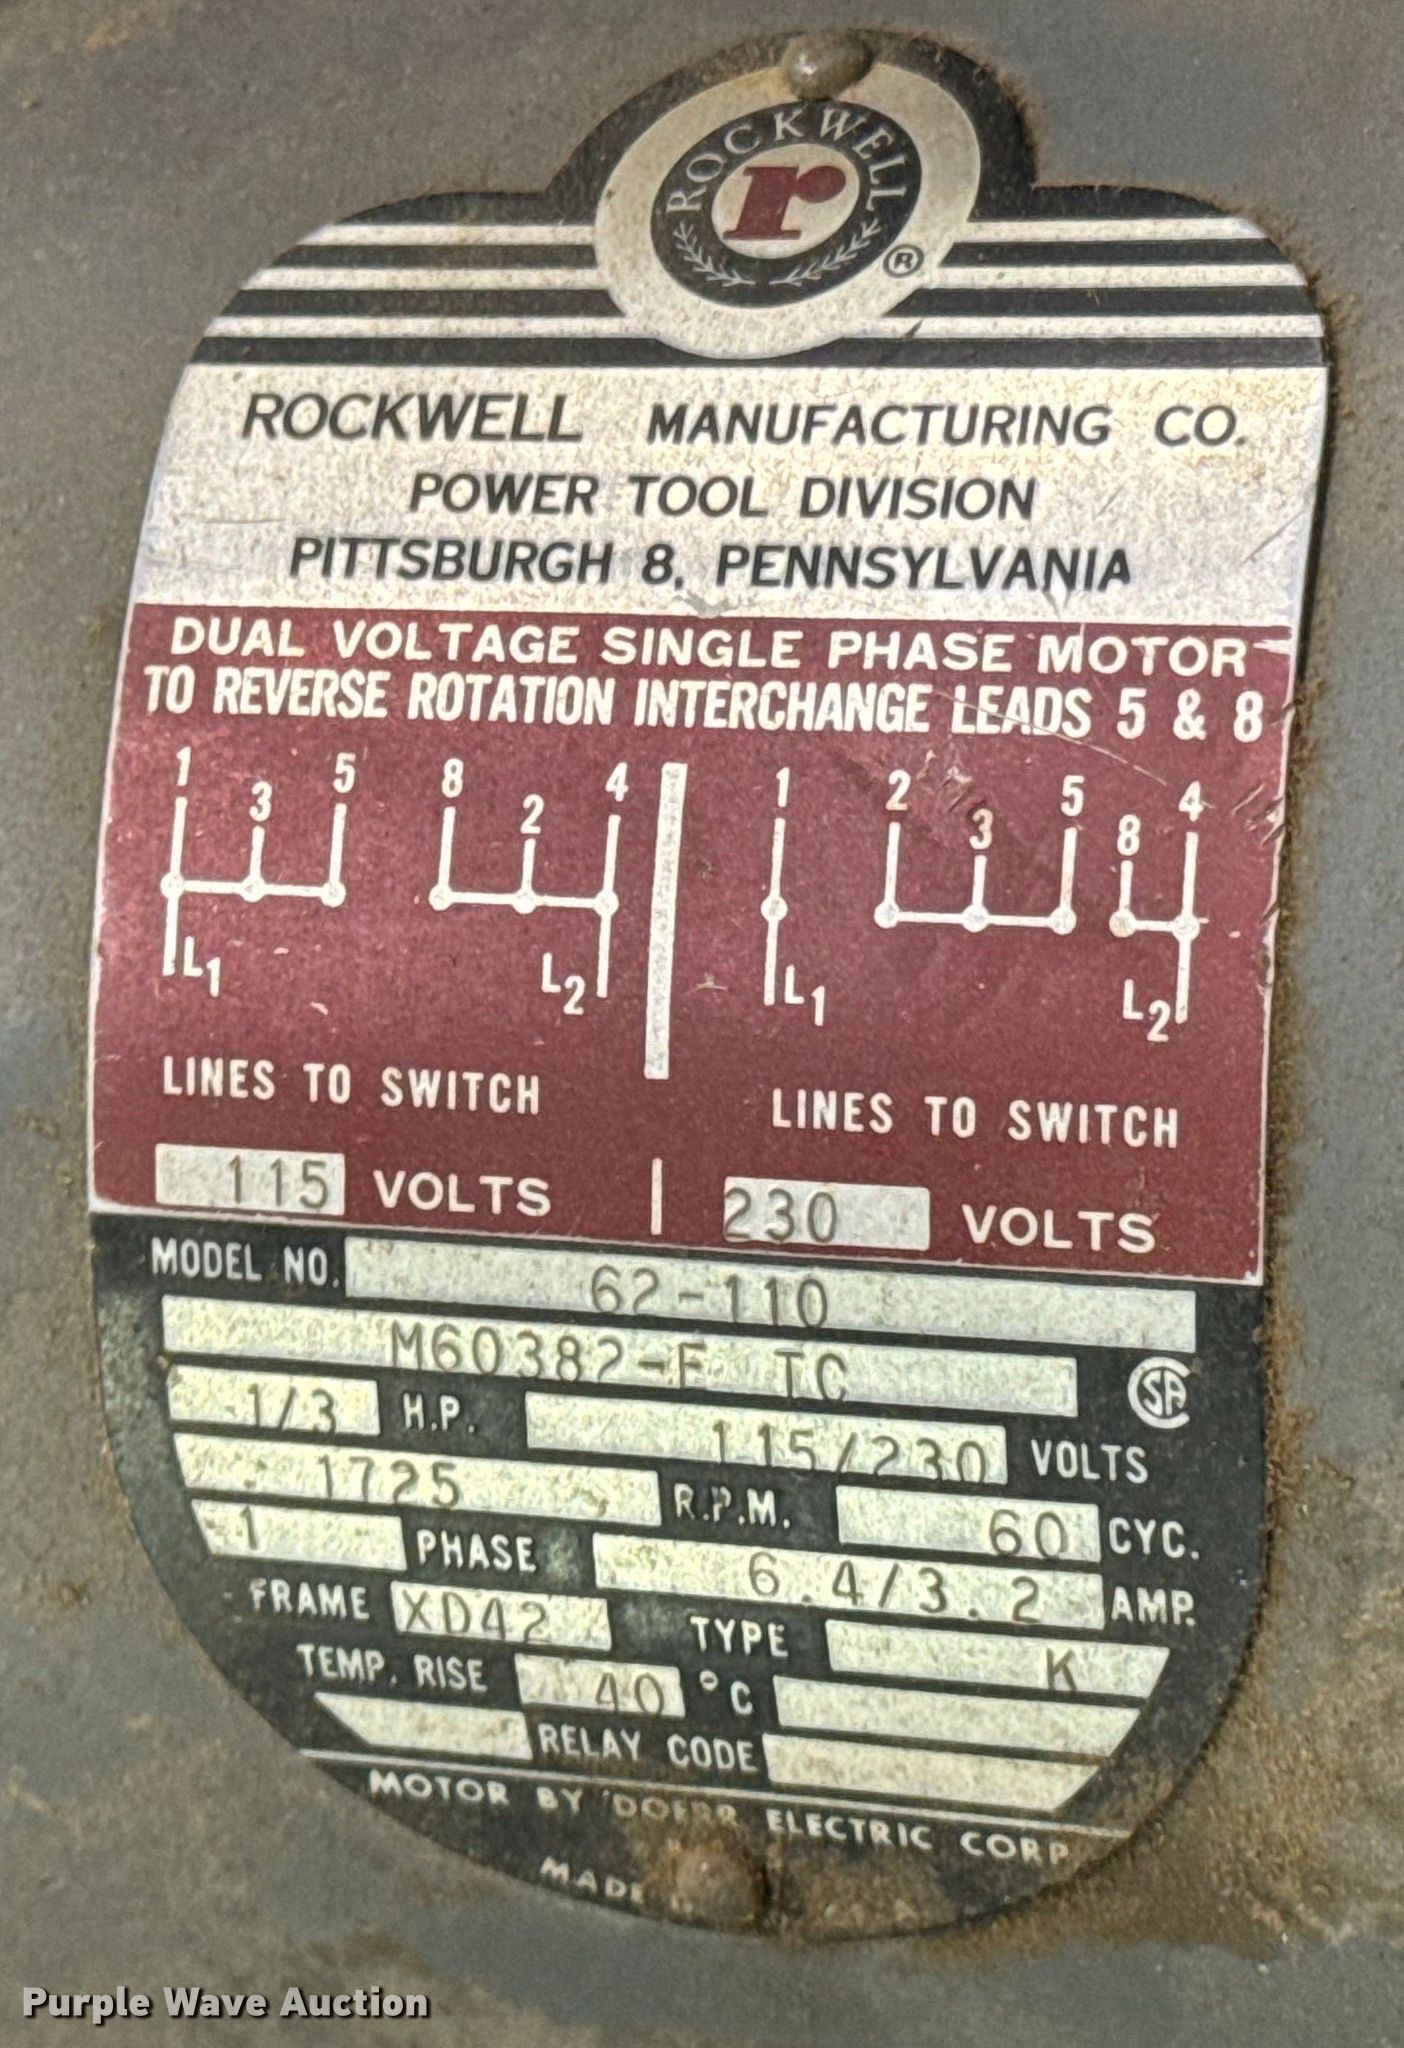 ROCKWELL
r
®
ROCKWELL MANUFACTURING CO.
POWER TOOL DIVISION
PITTSBURGH 8, PENNSYLVANIA
DUAL VOLTAGE SINGLE PHASE MOTOR
TO REVERSE ROTATION INTERCHANGE LEADS 5 & 8
1 3 5 8 2 4 1 2 3 5 8 4
L1 L2 L1 L2
LINES TO SWITCH LINES TO SWITCH
115 VOLTS 230 VOLTS
MODEL NO. 62-110
M60382-F TC
1/3 H.P. 115/230 VOLTS
1725 R.P.M. 60 CYC.
1 PHASE 6.4/3.2 AMP.
FRAME XD42 TYPE K
TEMP. RISE 40 °C
RELAY CODE
MOTOR BY DOERR ELECTRIC CORP
MADE
SA
Purple Wave Auction